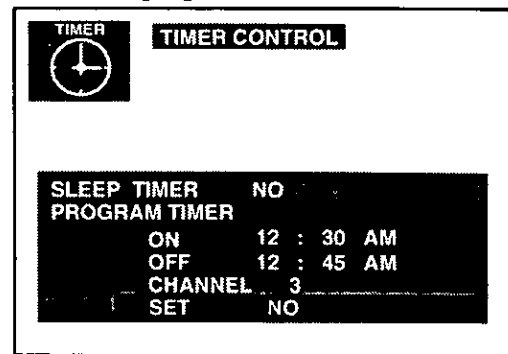 TIMER
TIMER CONTROL
SLEEP TIMER NO
PROGRAM TIMER
ON 12 : 30 AM
OFF 12 : 45 AM
CHANNEL 3
SET NO